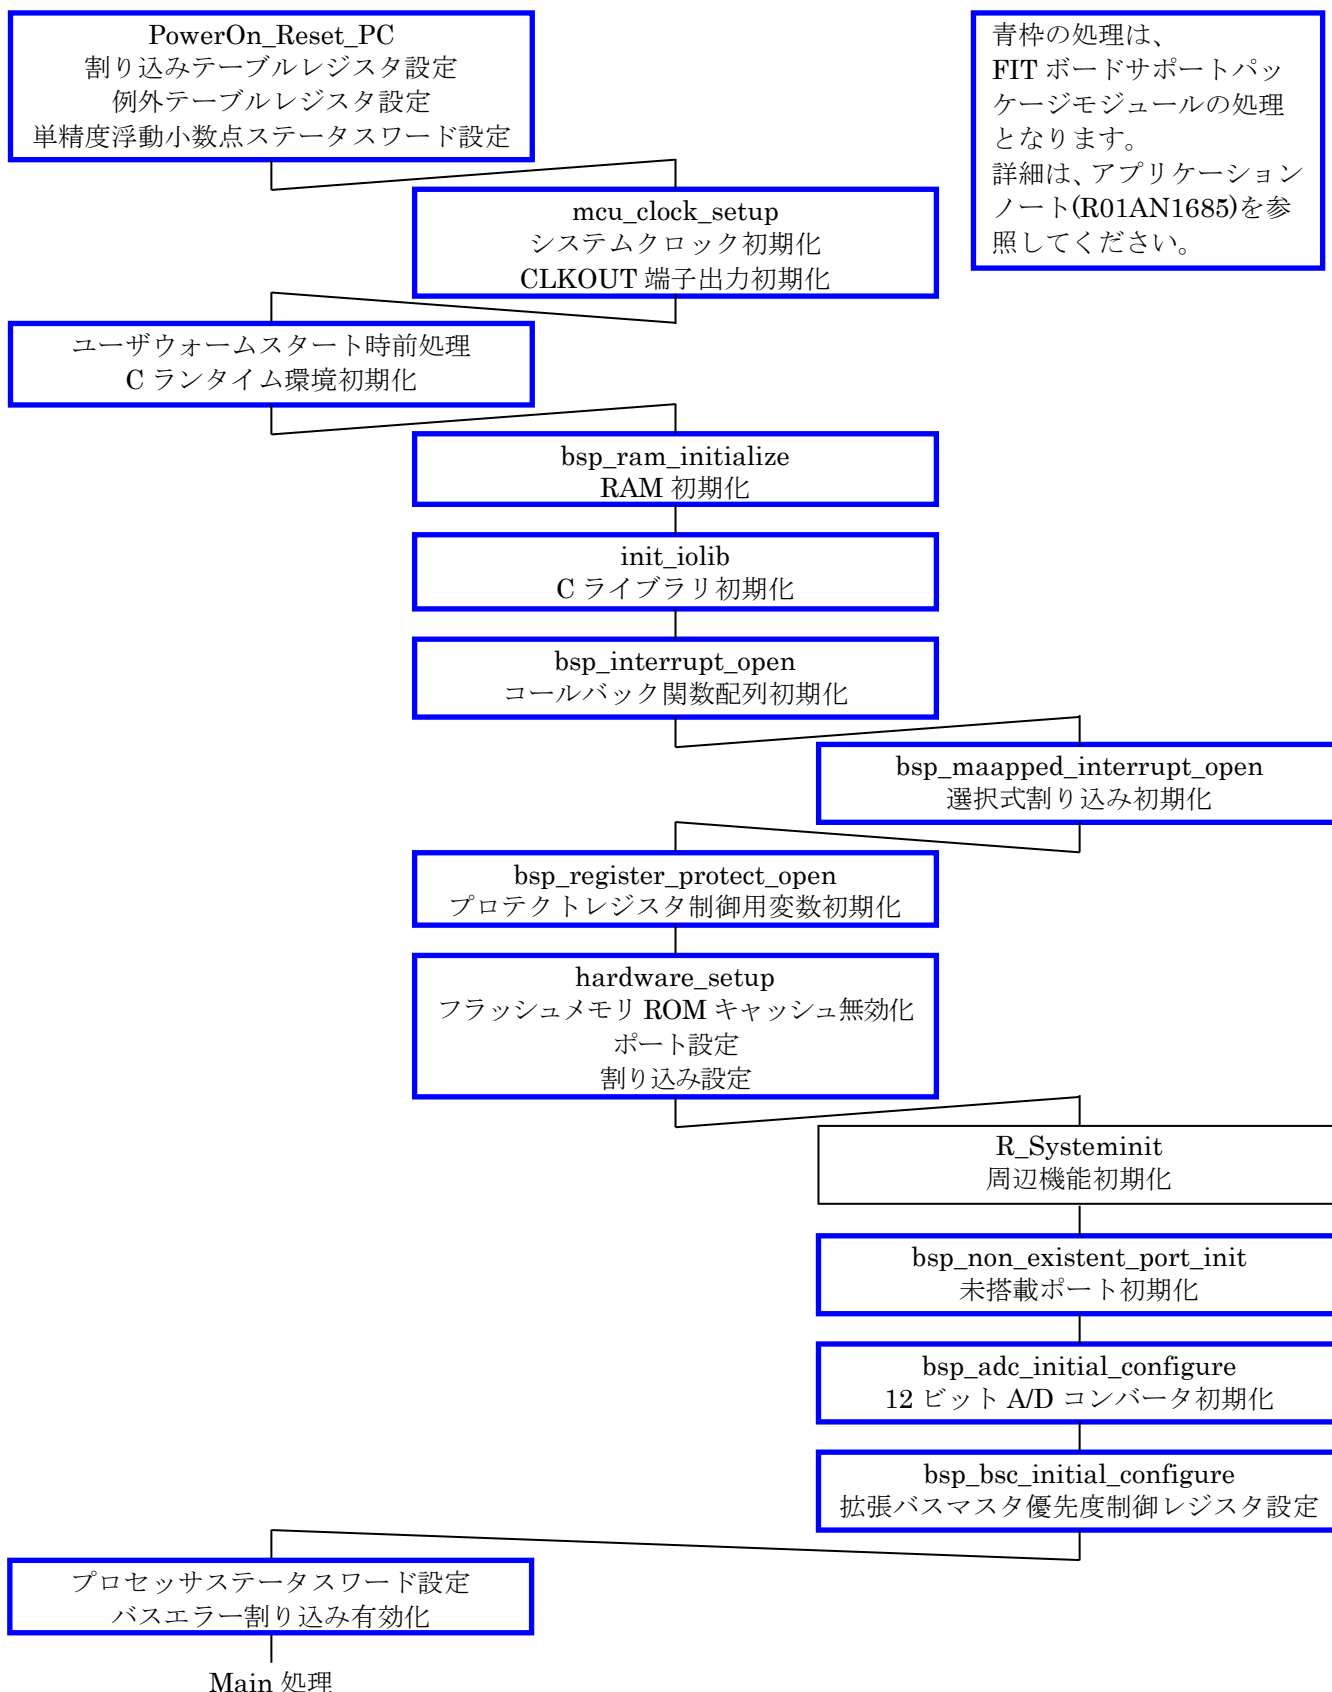 PowerOn_Reset_PC
割り込みテーブルレジスタ設定
例外テーブルレジスタ設定
単精度浮動小数点ステータスワード設定
青枠の処理は、
FIT ボードサポートパッ
ケージモジュールの処理
となります。
詳細は、アプリケーション
ノート(R01AN1685)を参
照してください。
mcu_clock_setup
システムクロック初期化
CLKOUT 端子出力初期化
ユーザウォームスタート時前処理
C ランタイム環境初期化
bsp_ram_initialize
RAM 初期化
init_iolib
C ライブラリ初期化
bsp_interrupt_open
コールバック関数配列初期化
bsp_maapped_interrupt_open
選択式割り込み初期化
bsp_register_protect_open
プロテクトレジスタ制御用変数初期化
hardware_setup
フラッシュメモリ ROM キャッシュ無効化
ポート設定
割り込み設定
R_Systeminit
周辺機能初期化
bsp_non_existent_port_init
未搭載ポート初期化
bsp_adc_initial_configure
12 ビット A/D コンバータ初期化
bsp_bsc_initial_configure
拡張バスマスタ優先度制御レジスタ設定
プロセッサステータスワード設定
バスエラー割り込み有効化
Main 処理